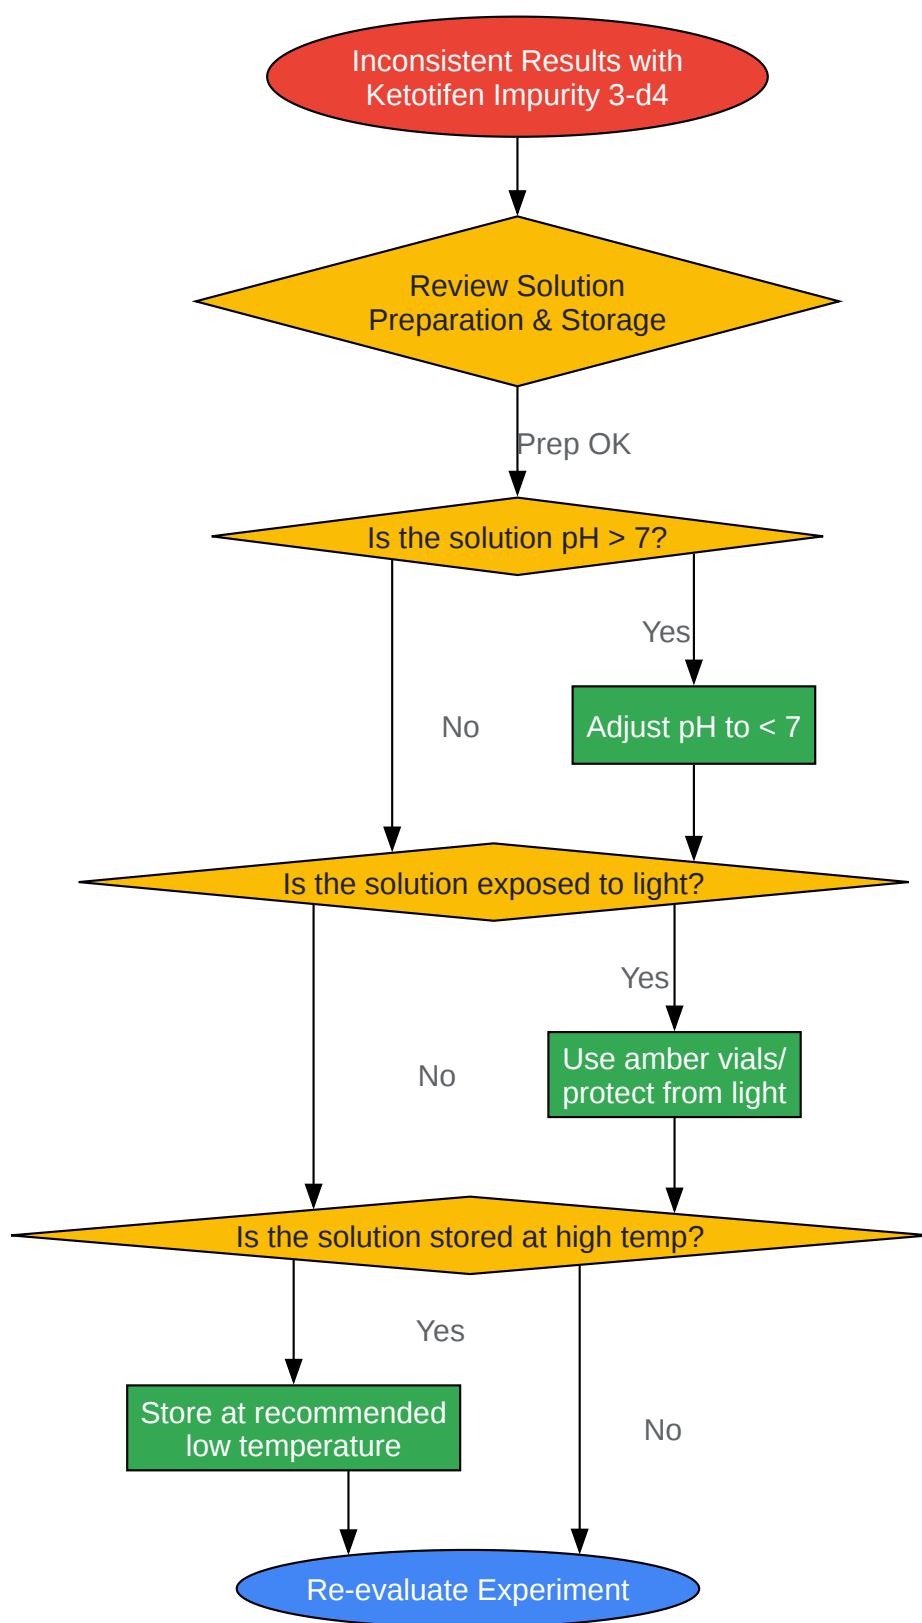 Inconsistent Results with
Ketotifen Impurity 3-d4
Review Solution
Preparation & Storage
Prep OK
Is the solution pH > 7?
Yes
No
Adjust pH to < 7
Is the solution exposed to light?
Yes
No
Use amber vials/
protect from light
Is the solution stored at high temp?
Yes
Store at recommended
low temperature
No
Re-evaluate Experiment